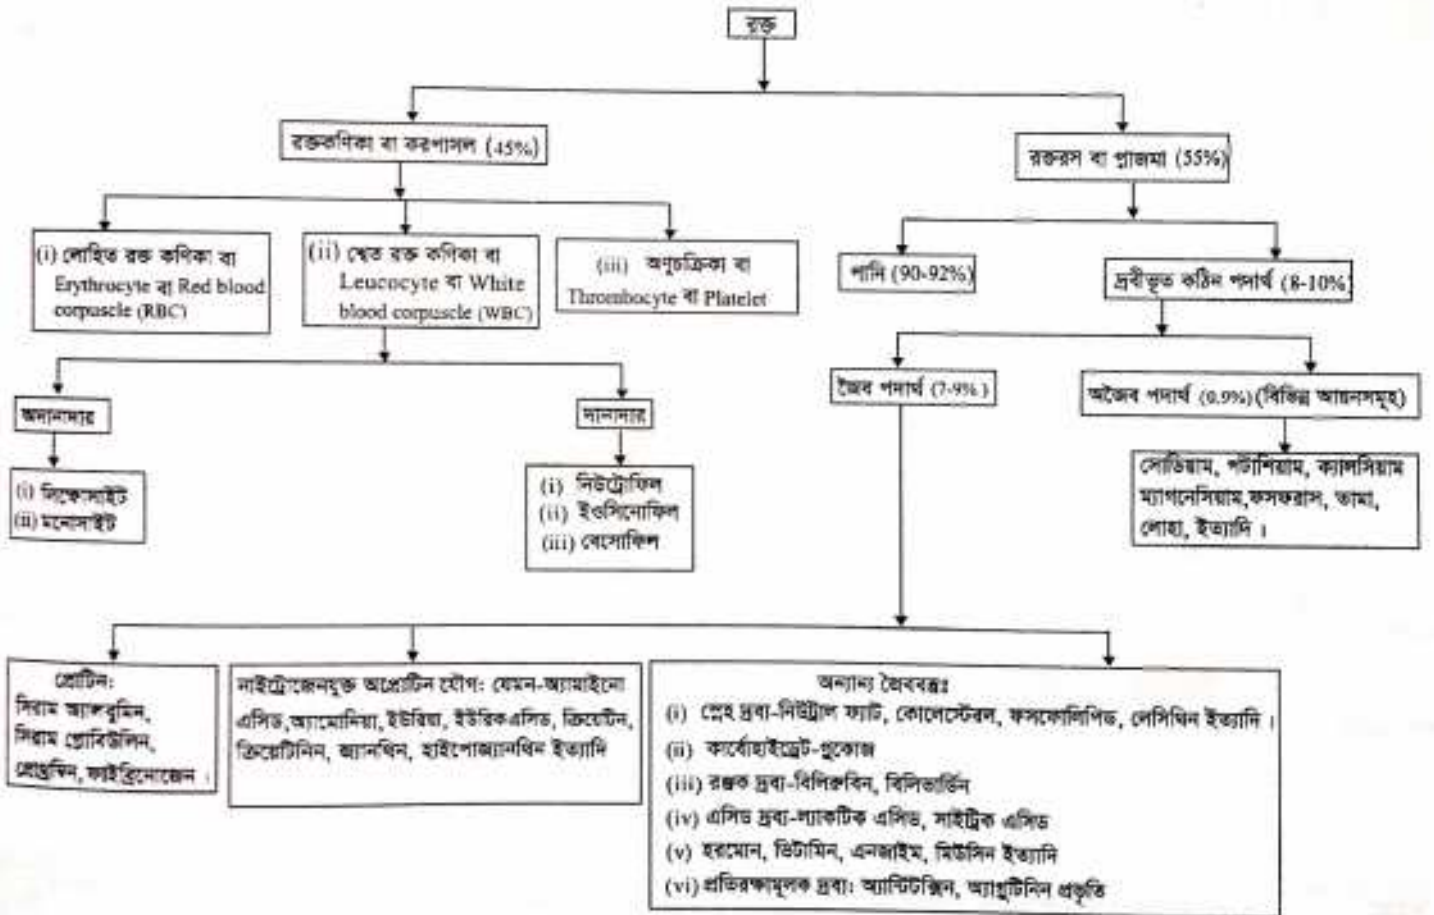 রক্ত
রক্তকণিকা বা করপাসল (45%)
রক্তরস বা প্লাজমা (55%)
(i) লোহিত রক্ত কণিকা বা
Erythrocyte বা Red blood
corpuscle (RBC)
(ii) শ্বেত রক্ত কণিকা বা
Leucocyte বা White
blood corpuscle (WBC)
(iii) অণুচক্রিকা বা
Thrombocyte বা Platelet
পানি (90-92%)
দ্রবীভূত কঠিন পদার্থ (8-10%)
অদানাদার
দানাদার
জৈব পদার্থ (7-9%)
অজৈব পদার্থ (0.9%) (বিভিন্ন আয়নসমূহ)
(i) লিম্ফোসাইট
(ii) মনোসাইট
(i) নিউট্রোফিল
(ii) ইওসিনোফিল
(iii) বেসোফিল
সোডিয়াম, পটাশিয়াম, ক্যালসিয়াম
ম্যাগনেসিয়াম,ফসফরাস, তামা,
লোহা, ইত্যাদি ।
প্রোটিন:
সিরাম অ্যালবুমিন,
সিরাম গ্লোবিউলিন,
প্রোথ্রম্বিন, ফাইব্রিনোজেন ।
নাইট্রোজেনযুক্ত অপ্রোটিন যৌগ: যেমন-অ্যামাইনো
এসিড,অ্যামোনিয়া, ইউরিয়া, ইউরিকএসিড, ক্রিয়েটিন,
ক্রিয়েটিনিন, জ্যানথিন, হাইপোজ্যানথিন ইত্যাদি
অন্যান্য জৈববস্তুঃ
(i) স্নেহ দ্রব্য-নিউট্রাল ফ্যাট, কোলেস্টেরল, ফসফোলিপিড, লেসিথিন ইত্যাদি ।
(ii) কার্বোহাইড্রেট-গ্লুকোজ
(iii) রঞ্জক দ্রব্য-বিলিরুবিন, বিলিভার্ডিন
(iv) এসিড দ্রব্য-ল্যাকটিক এসিড, সাইট্রিক এসিড
(v) হরমোন, ভিটামিন, এনজাইম, মিউসিন ইত্যাদি
(vi) প্রতিরক্ষামূলক দ্রব্য: অ্যান্টিটক্সিন, অ্যাগ্লুটিনিন প্রভৃতি